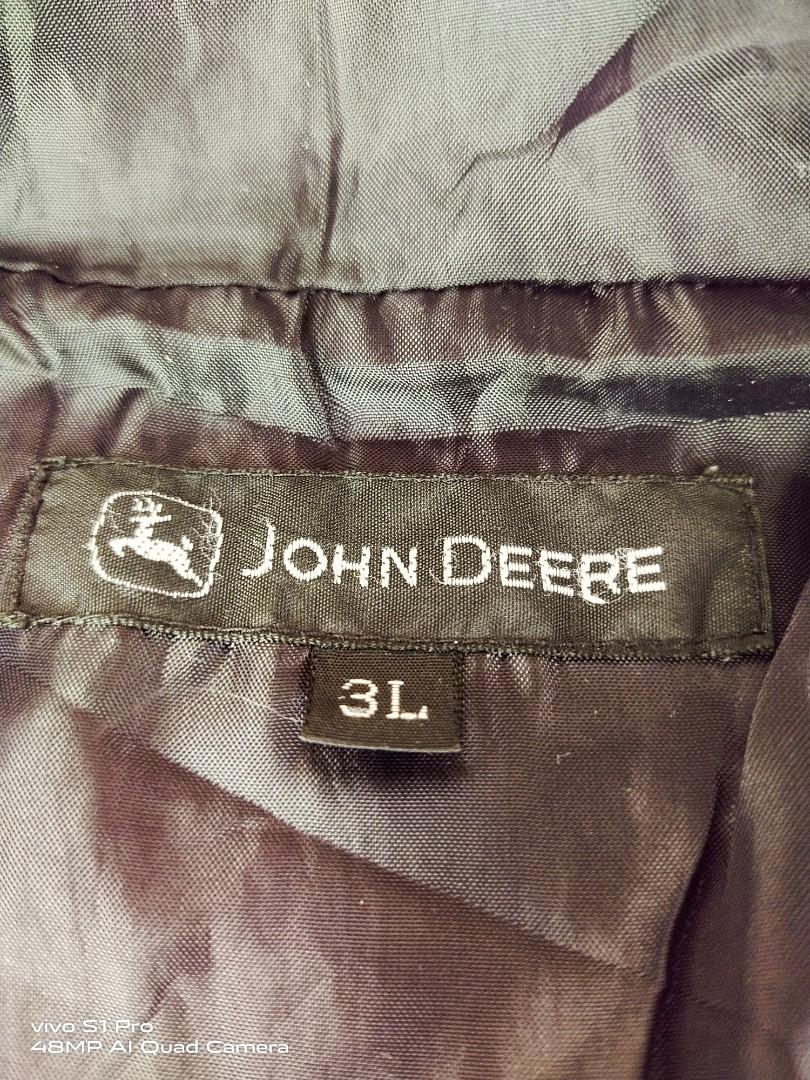 JOHN DEERE
3L
vivo S1 Pro
48MP AI Quad Camera